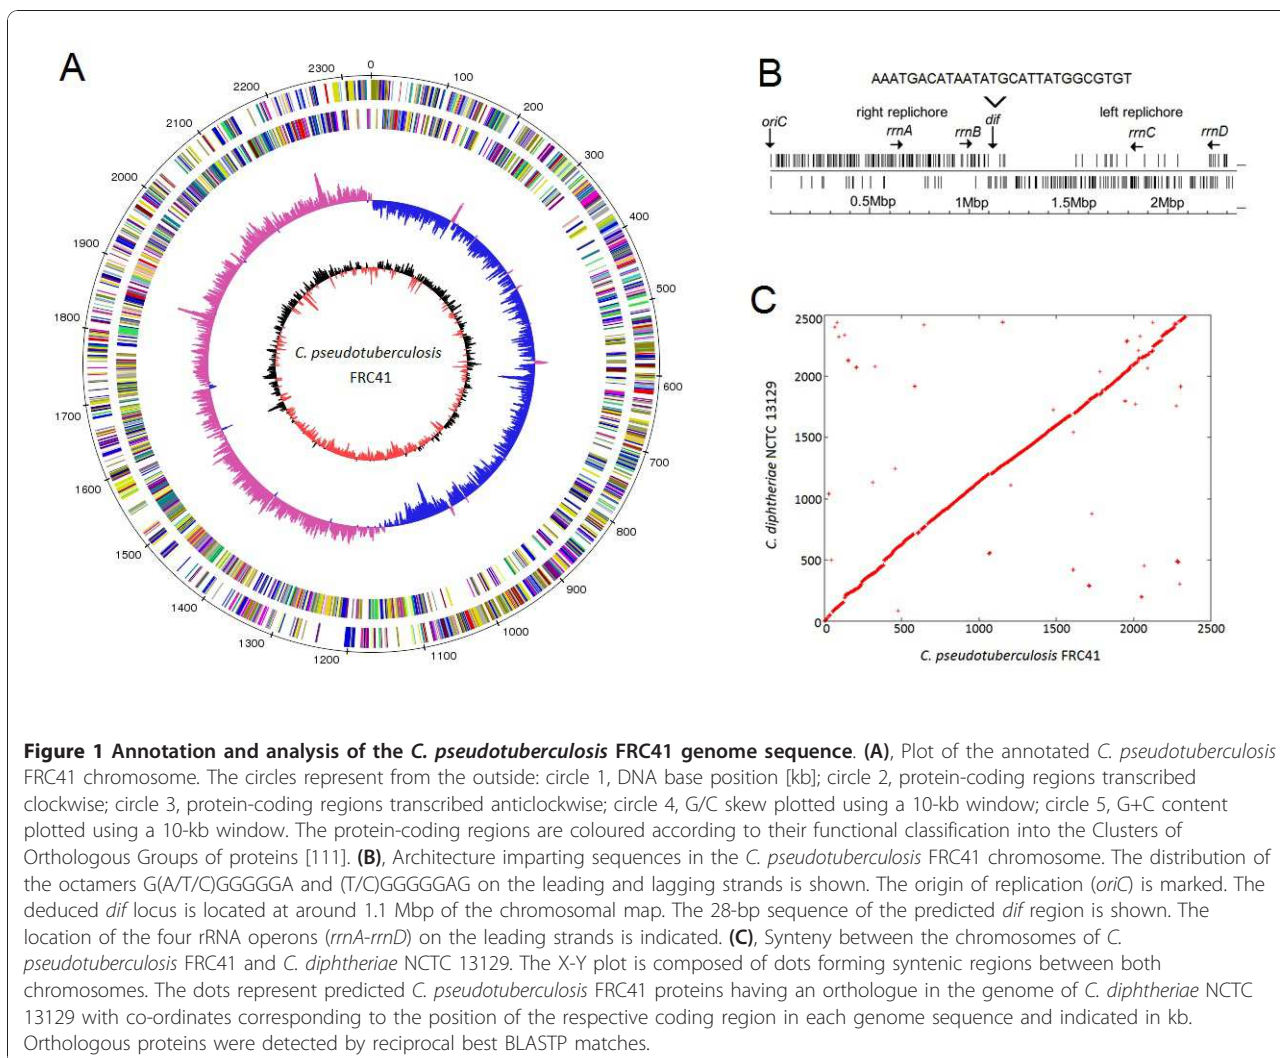 A
0
100
200
300
400
500
600
700
800
900
1000
1100
1200
1300
1400
1500
1600
1700
1800
1900
2000
2100
2200
2300
C. pseudotuberculosis
FRC41
B
AAATGACATAATATGCATTATGGCGTGT
right replichore
left replichore
oriC
rrnA
rrnB
dif
rrnC
rrnD
0.5Mbp
1Mbp
1.5Mbp
2Mbp
C
2500
2000
1500
1000
500
0
C. diphtheriae NCTC 13129
0
500
1000
1500
2000
2500
C. pseudotuberculosis FRC41
Figure 1 Annotation and analysis of the C. pseudotuberculosis FRC41 genome sequence. (A), Plot of the annotated C. pseudotuberculosis
FRC41 chromosome. The circles represent from the outside: circle 1, DNA base position [kb]; circle 2, protein-coding regions transcribed
clockwise; circle 3, protein-coding regions transcribed anticlockwise; circle 4, G/C skew plotted using a 10-kb window; circle 5, G+C content
plotted using a 10-kb window. The protein-coding regions are coloured according to their functional classification into the Clusters of
Orthologous Groups of proteins [111]. (B), Architecture imparting sequences in the C. pseudotuberculosis FRC41 chromosome. The distribution of
the octamers G(A/T/C)GGGGGA and (T/C)GGGGGAG on the leading and lagging strands is shown. The origin of replication (oriC) is marked. The
deduced dif locus is located at around 1.1 Mbp of the chromosomal map. The 28-bp sequence of the predicted dif region is shown. The
location of the four rRNA operons (rrnA-rrnD) on the leading strands is indicated. (C), Synteny between the chromosomes of C.
pseudotuberculosis FRC41 and C. diphtheriae NCTC 13129. The X-Y plot is composed of dots forming syntenic regions between both
chromosomes. The dots represent predicted C. pseudotuberculosis FRC41 proteins having an orthologue in the genome of C. diphtheriae NCTC
13129 with co-ordinates corresponding to the position of the respective coding region in each genome sequence and indicated in kb.
Orthologous proteins were detected by reciprocal best BLASTP matches.